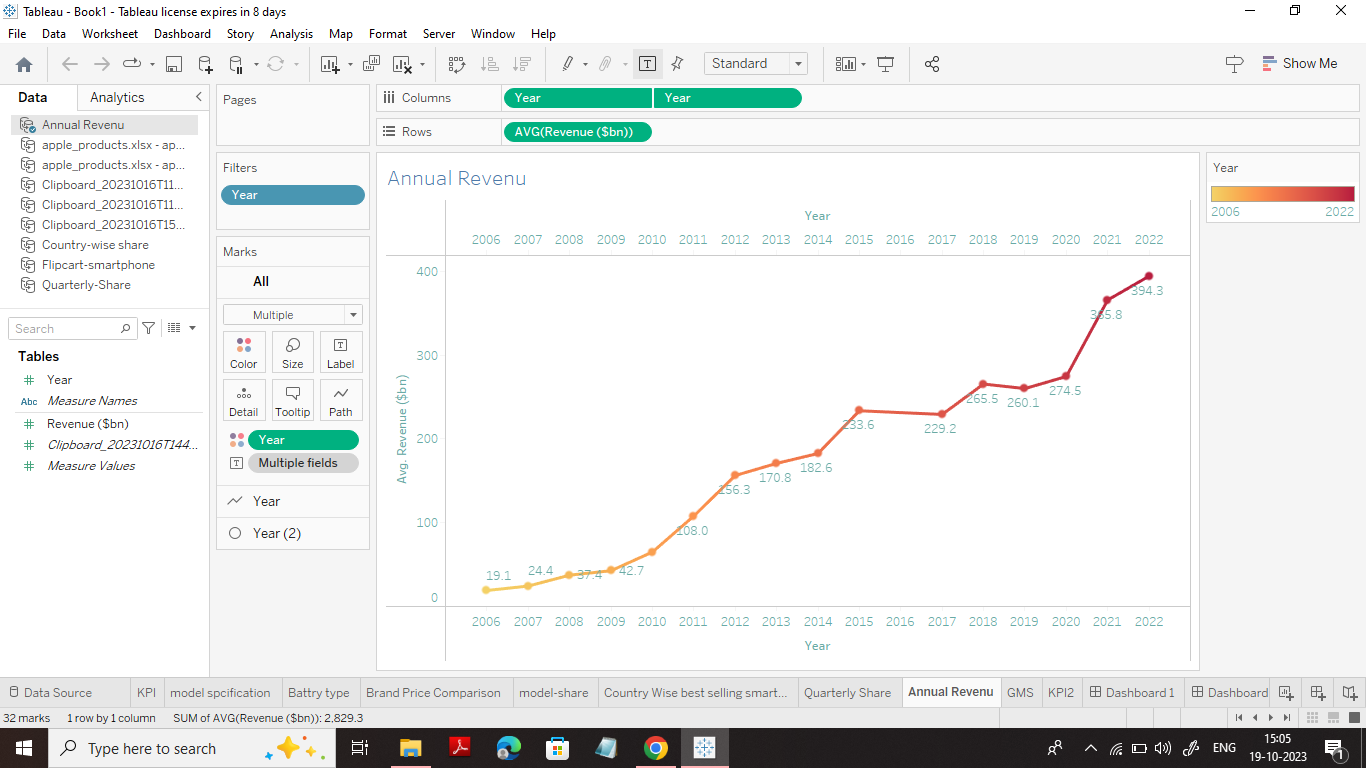 Tableau - Book1 - Tableau license expires in 8 days
File Data Worksheet Dashboard Story Analysis Map Format Server Window Help
Standard
Show Me
Data Analytics
Annual Revenu
apple_products.xlsx - ap...
apple_products.xlsx - ap...
Clipboard_20231016T11...
Clipboard_20231016T11...
Clipboard_20231016T15...
Country-wise share
Flipcart-smartphone
Quarterly-Share
Search
Tables
Year
Abc Measure Names
Revenue ($bn)
Clipboard_20231016T144...
Measure Values
Pages
Filters
Year
Marks
All
Multiple
Color Size Label
Detail Tooltip Path
Year
Multiple fields
Year
Year (2)
Columns Year Year
Rows AVG(Revenue ($bn))
Annual Revenu
Year
2006 2007 2008 2009 2010 2011 2012 2013 2014 2015 2016 2017 2018 2019 2020 2021 2022
Avg. Revenue ($bn)
400
300
200
100
0
19.1 24.4 37.4 42.7 108.0 156.3 170.8 182.6 233.6 229.2 265.5 260.1 274.5 365.8 394.3
2006 2007 2008 2009 2010 2011 2012 2013 2014 2015 2016 2017 2018 2019 2020 2021 2022
Year
Year
2006 2022
Data Source KPI model spcification Battry type Brand Price Comparison model-share Country Wise best selling smart... Quarterly Share Annual Revenu GMS KPI2 Dashboard 1 Dashboard
32 marks 1 row by 1 column SUM of AVG(Revenue ($bn)): 2,829.3
Type here to search
ENG
15:05
19-10-2023
1